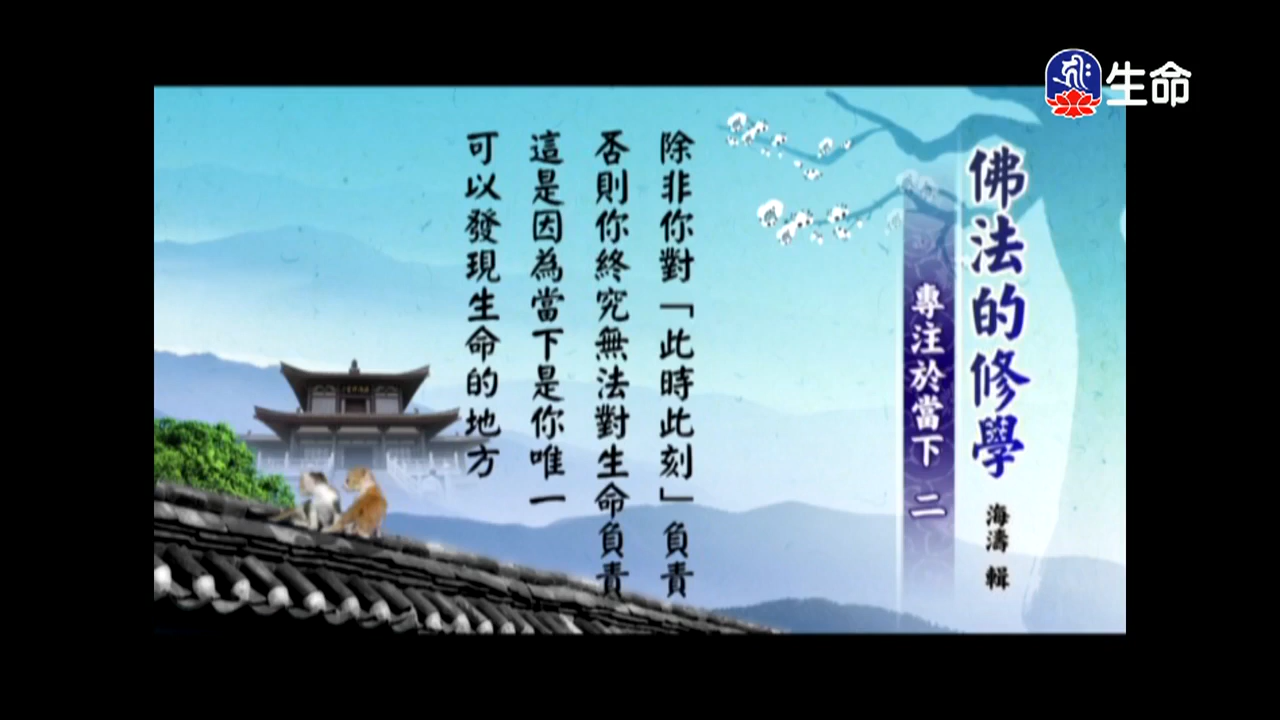 生命
佛法的修學
海濤 輯
專注於當下 二
除非你對「此時此刻」負責
否則你終究無法對生命負責
這是因為當下是你唯一
可以發現生命的地方